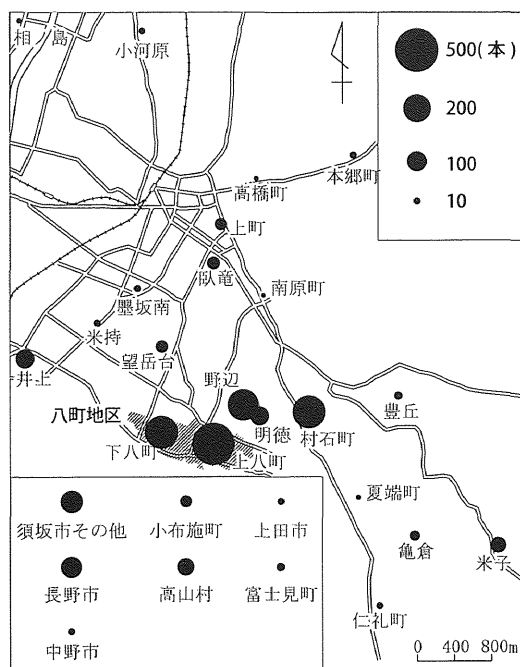 相ノ島
小河原
500(本)
200
100
10
本郷町
高橋町
上町
臥竜
南原町
墨坂南
米持
望岳台
井上
野辺
明徳
村石町
豊丘
八町地区
下八町
上八町
夏端町
亀倉
米子
仁礼町
須坂市その他
小布施町
上田市
長野市
高山村
富士見町
中野市
0 400 800m